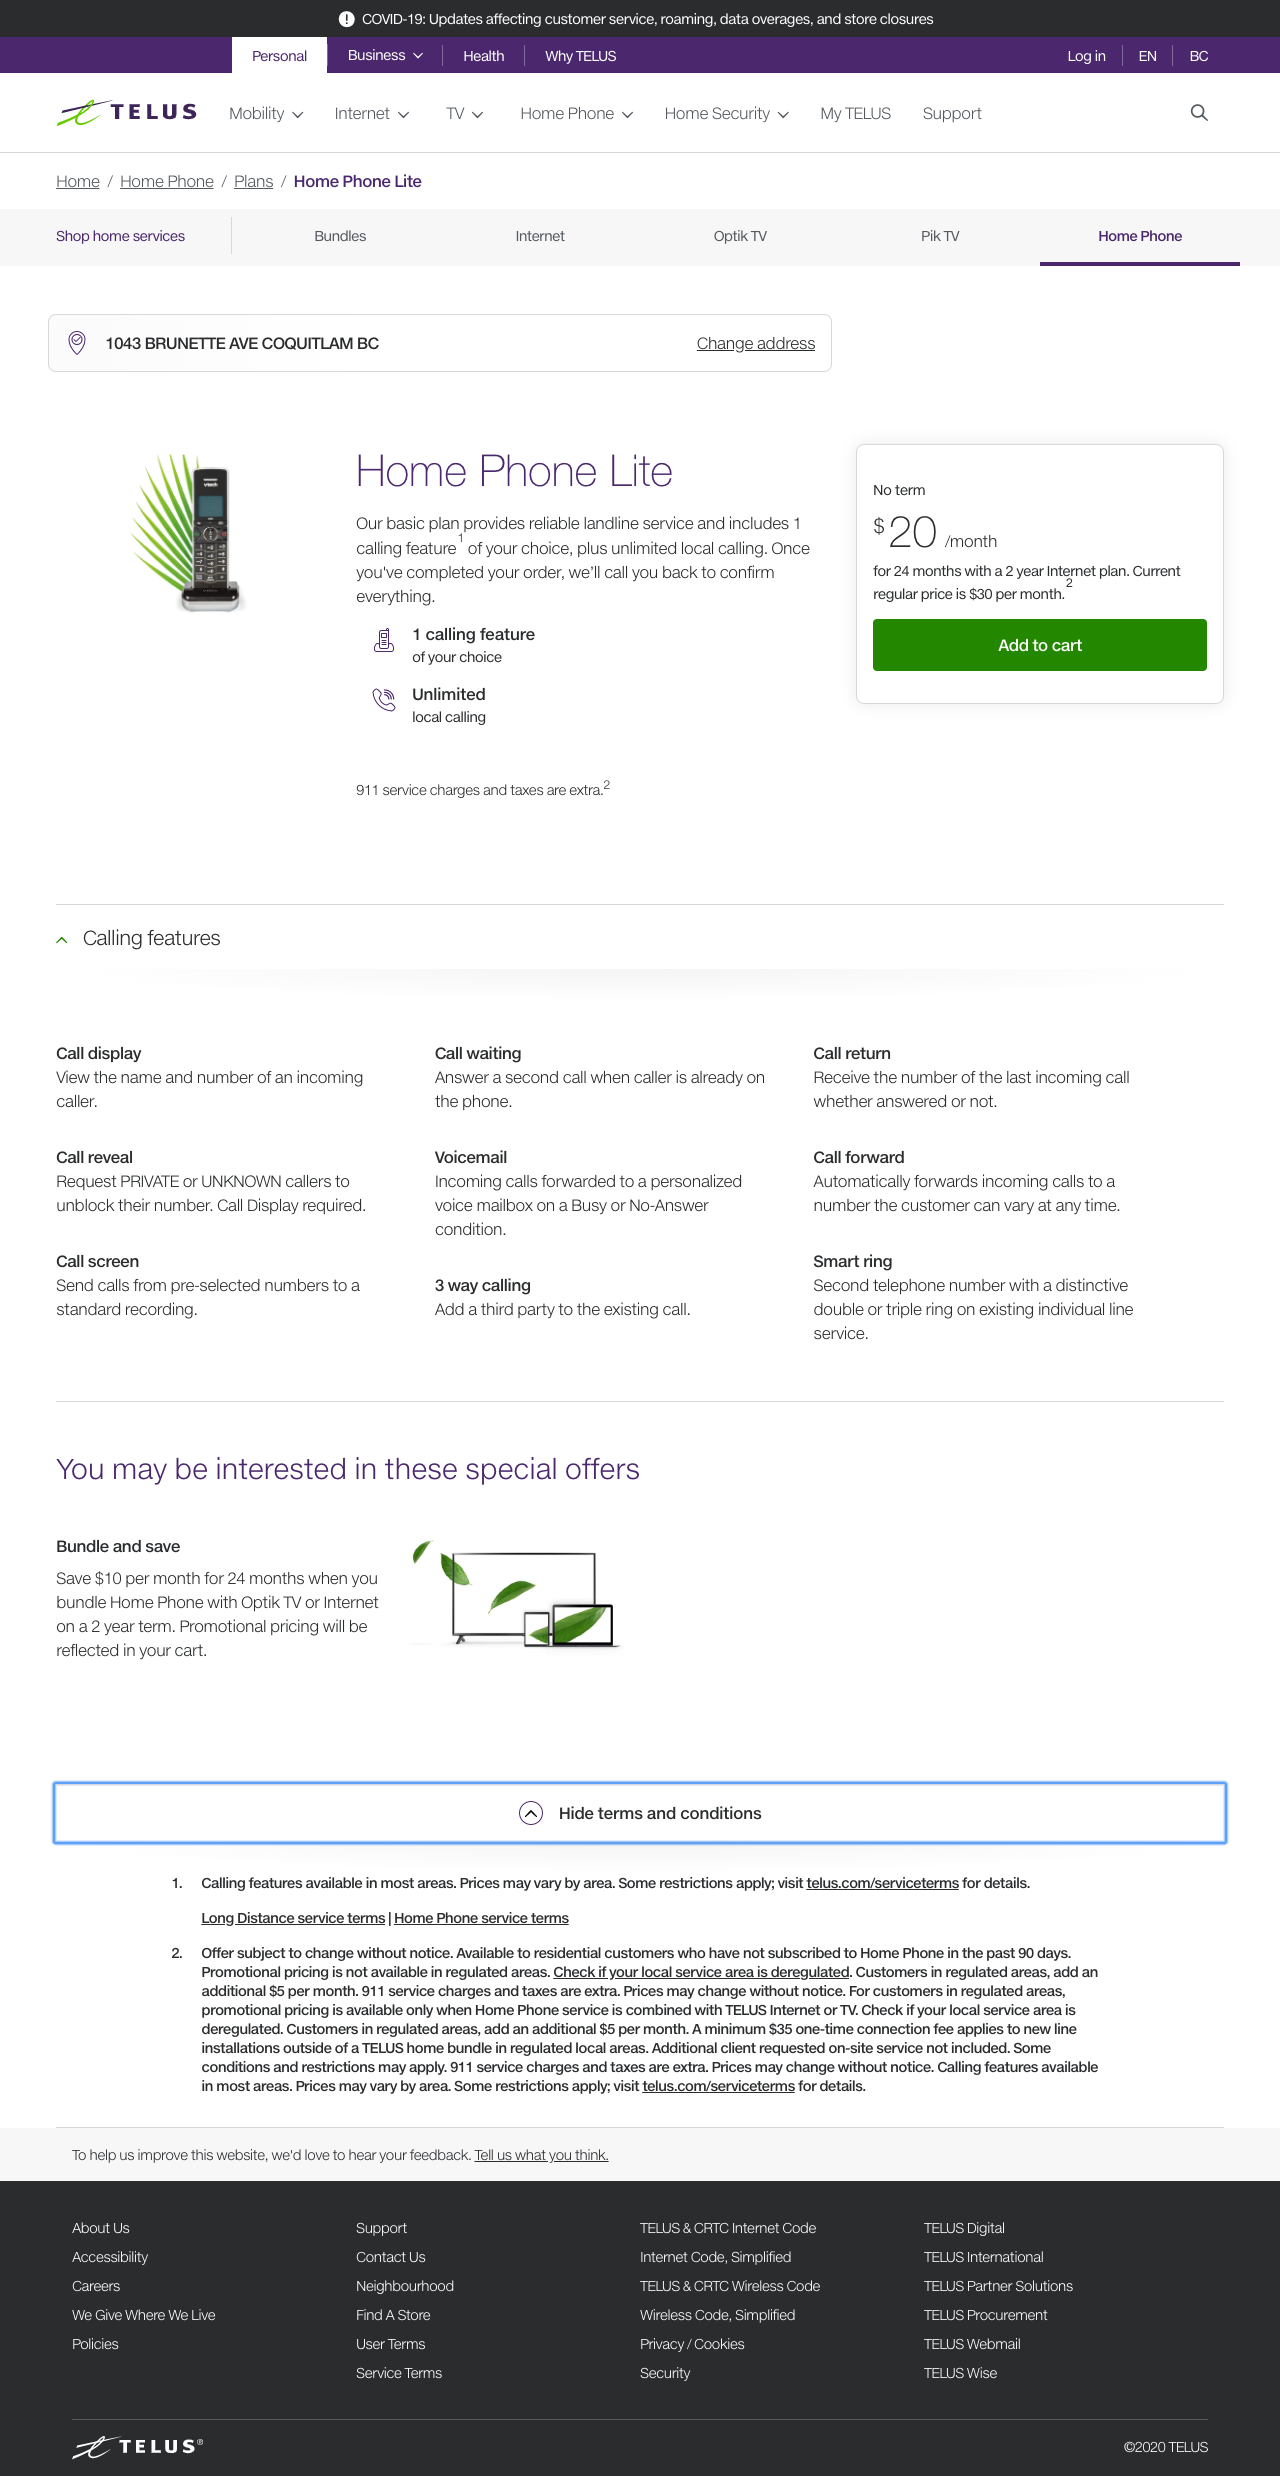 COVID-19: Updates affecting customer service, roaming, data overages, and store closures
Personal Business Health Why TELUS Log in EN BC
TELUS Mobility Internet TV Home Phone Home Security My TELUS Support
Home / Home Phone / Plans / Home Phone Lite
Shop home services Bundles Internet Optik TV Pik TV Home Phone
1043 BRUNETTE AVE COQUITLAM BC Change address
Home Phone Lite
Our basic plan provides reliable landline service and includes 1
calling feature1 of your choice, plus unlimited local calling. Once
you've completed your order, we'll call you back to confirm
everything.
1 calling feature
of your choice
Unlimited
local calling
911 service charges and taxes are extra.2
No term
$20 /month
for 24 months with a 2 year Internet plan. Current
regular price is $30 per month.2
Add to cart
vtech
Calling features
Call display
View the name and number of an incoming
caller.
Call waiting
Answer a second call when caller is already on
the phone.
Call return
Receive the number of the last incoming call
whether answered or not.
Call reveal
Request PRIVATE or UNKNOWN callers to
unblock their number. Call Display required.
Voicemail
Incoming calls forwarded to a personalized
voice mailbox on a Busy or No-Answer
condition.
Call forward
Automatically forwards incoming calls to a
number the customer can vary at any time.
Call screen
Send calls from pre-selected numbers to a
standard recording.
3 way calling
Add a third party to the existing call.
Smart ring
Second telephone number with a distinctive
double or triple ring on existing individual line
service.
You may be interested in these special offers
Bundle and save
Save $10 per month for 24 months when you
bundle Home Phone with Optik TV or Internet
on a 2 year term. Promotional pricing will be
reflected in your cart.
Hide terms and conditions
1. Calling features available in most areas. Prices may vary by area. Some restrictions apply; visit telus.com/serviceterms for details.
Long Distance service terms | Home Phone service terms
2. Offer subject to change without notice. Available to residential customers who have not subscribed to Home Phone in the past 90 days.
Promotional pricing is not available in regulated areas. Check if your local service area is deregulated. Customers in regulated areas, add an
additional $5 per month. 911 service charges and taxes are extra. Prices may change without notice. For customers in regulated areas,
promotional pricing is available only when Home Phone service is combined with TELUS Internet or TV. Check if your local service area is
deregulated. Customers in regulated areas, add an additional $5 per month. A minimum $35 one-time connection fee applies to new line
installations outside of a TELUS home bundle in regulated local areas. Additional client requested on-site service not included. Some
conditions and restrictions may apply. 911 service charges and taxes are extra. Prices may change without notice. Calling features available
in most areas. Prices may vary by area. Some restrictions apply; visit telus.com/serviceterms for details.
To help us improve this website, we'd love to hear your feedback. Tell us what you think.
About Us Support TELUS & CRTC Internet Code TELUS Digital
Accessibility Contact Us Internet Code, Simplified TELUS International
Careers Neighbourhood TELUS & CRTC Wireless Code TELUS Partner Solutions
We Give Where We Live Find A Store Wireless Code, Simplified TELUS Procurement
Policies User Terms Privacy / Cookies TELUS Webmail
Service Terms Security TELUS Wise
TELUS® ©2020 TELUS